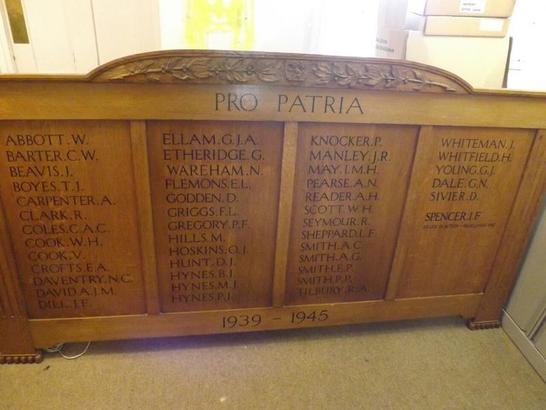 PRO PATRIA
ABBOTT.W.
BARTER.C.W.
BEAVIS.J.
BOYES.T.J.
CARPENTER.A.
CLARK.R.
COLES.C.A.C.
COOK.W.H.
COOK.V.
CROFTS.E.A.
DAVENTRY.N.C.
DAVID.A.J.M.
DILL.J.F.
ELLAM.G.J.A.
ETHERIDGE.G.
WAREHAM.N.
FLEMONS.E.L.
GODDEN.D.
GRIGGS.F.L.
GREGORY.P.F.
HILLS.M.
HOSKINS.O.J.
HUNT.D.J.
HYNES.B.J.
HYNES.M.J.
HYNES.P.J.
KNOCKER.P.
MANLEY.J.R.
MAY.I.M.H.
PEARSE.A.N.
READER.A.H.
SCOTT.W.H.
SEYMOUR.R.
SHEPPARD.L.F.
SMITH.A.C.
SMITH.A.G.
SMITH.E.P.
SMITH.P.P.
TILBURY.R.A.
WHITEMAN.J.
WHITFIELD.H.
YOUNG.G.J.
DALE.G.N.
SIVIER.D.
SPENCER.J.F.
1939 - 1945